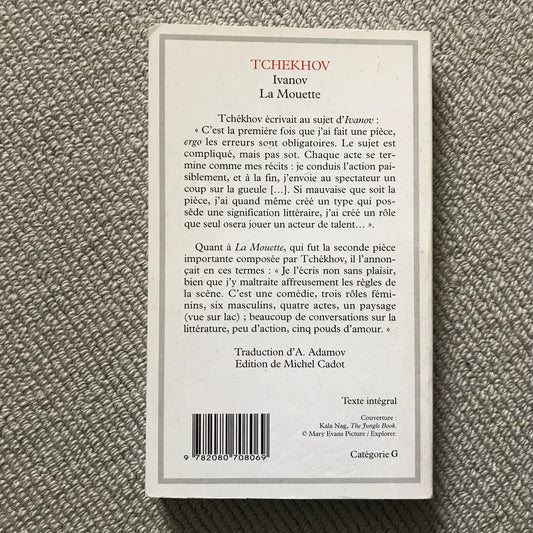 TCHEKHOV
Ivanov
La Mouette
Tchékhov écrivait au sujet d'Ivanov :
« C'est la première fois que j'ai fait une pièce,
ergo les erreurs sont obligatoires. Le sujet est
compliqué, mais pas sot. Chaque acte se ter-
mine comme mes récits : je conduis l'action pai-
siblement, et à la fin, j'envoie au spectateur un
coup sur la gueule [...]. Si mauvaise que soit la
pièce, j'ai quand même créé un type qui pos-
sède une signification littéraire, j'ai créé un rôle
que seul osera jouer un acteur de talent... ».
Quant à La Mouette, qui fut la seconde pièce
importante composée par Tchékhov, il l'annon-
çait en ces termes : « Je l'écris non sans plaisir,
bien que j'y maltraite affreusement les règles de
la scène. C'est une comédie, trois rôles fémi-
nins, six masculins, quatre actes, un paysage
(vue sur lac) ; beaucoup de conversations sur la
littérature, peu d'action, cinq pouds d'amour. »
Traduction d'A. Adamov
Edition de Michel Cadot
Texte intégral
Couverture :
Kala Nag, The Jungle Book.
© Mary Evans Picture / Explorer.
9 782080 708069
Catégorie G